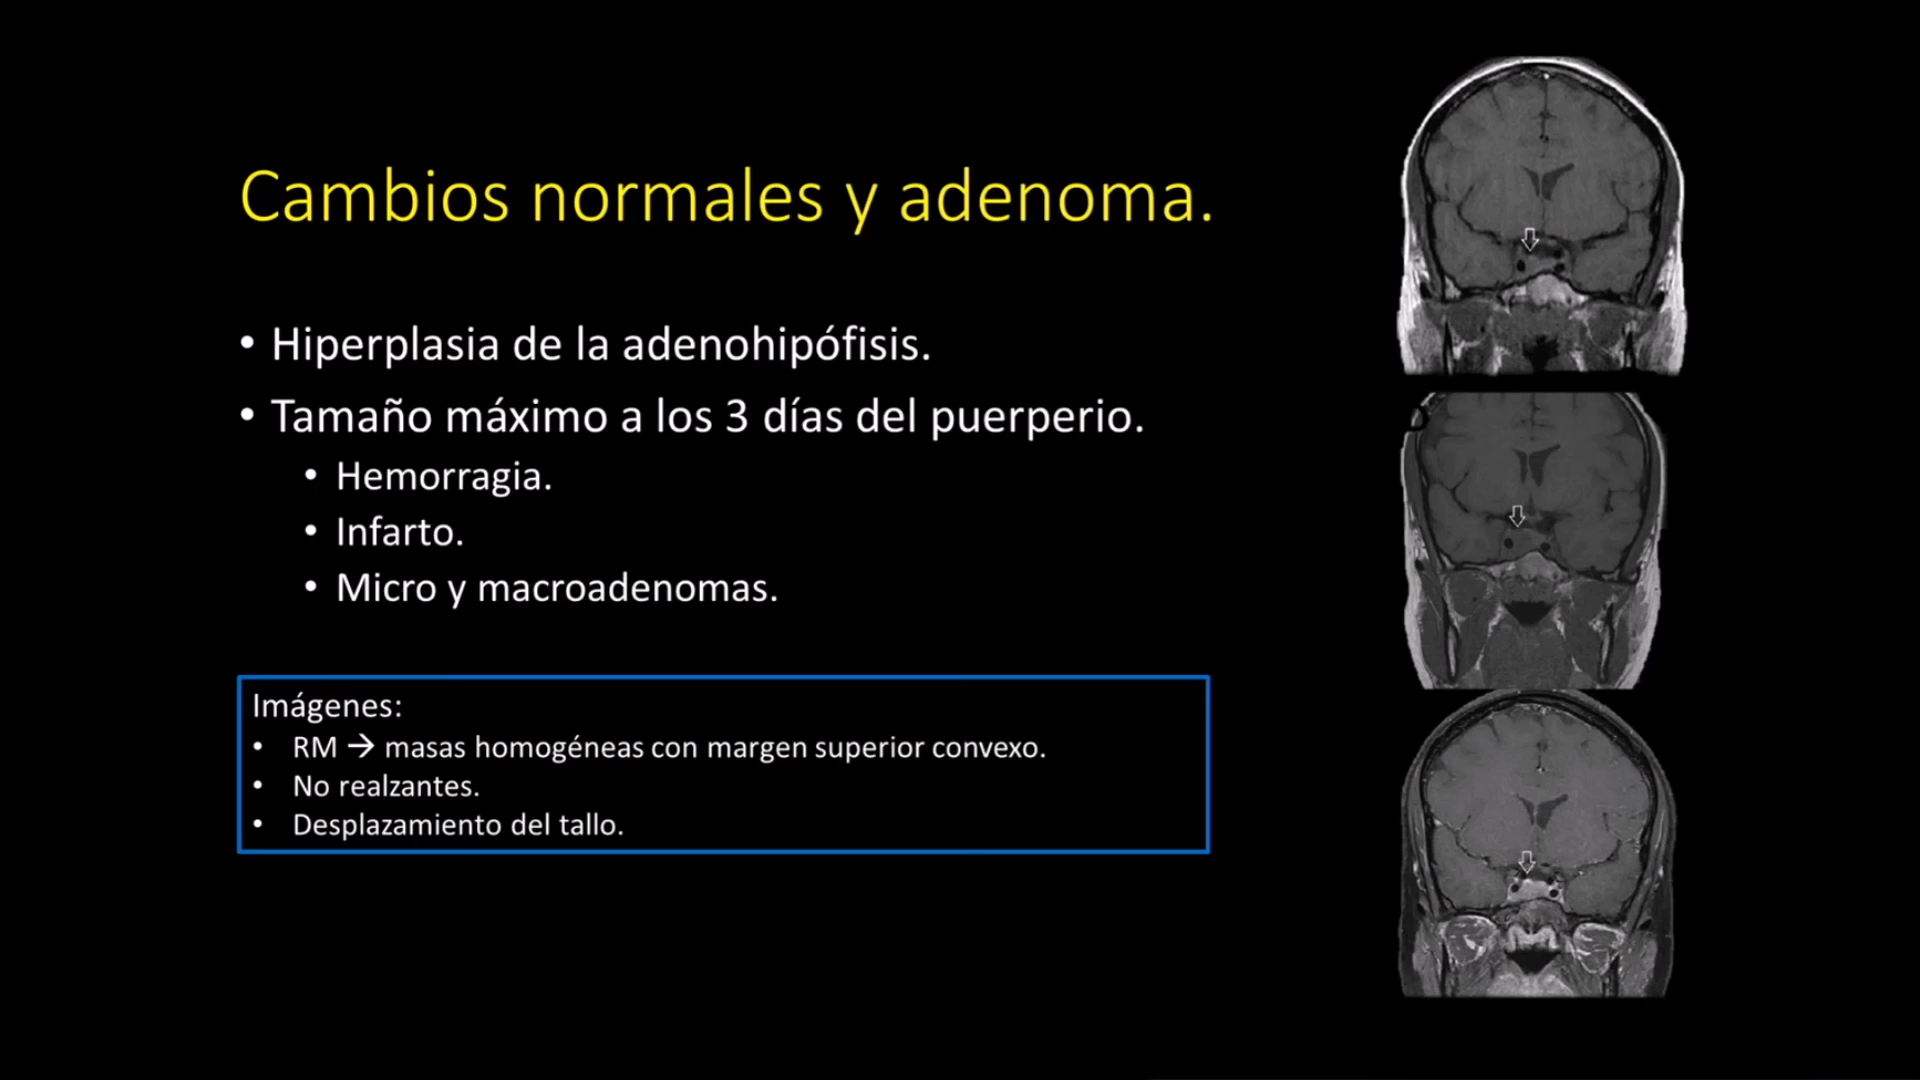 Cambios normales y adenoma.
• Hiperplasia de la adenohipófisis.
• Tamaño máximo a los 3 días del puerperio.
• Hemorragia.
• Infarto.
• Micro y macroadenomas.
Imágenes:
• RM → masas homogéneas con margen superior convexo.
• No realzantes.
• Desplazamiento del tallo.